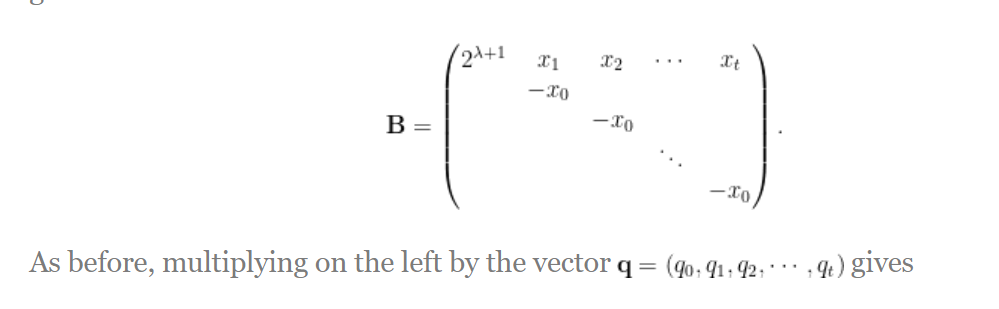 2^{λ+1} x_1 x_2 ⋯ x_t
−x_0
B = −x_0 .
⋱
−x_0
As before, multiplying on the left by the vector q = (q_0, q_1, q_2, ⋯ , q_t) gives